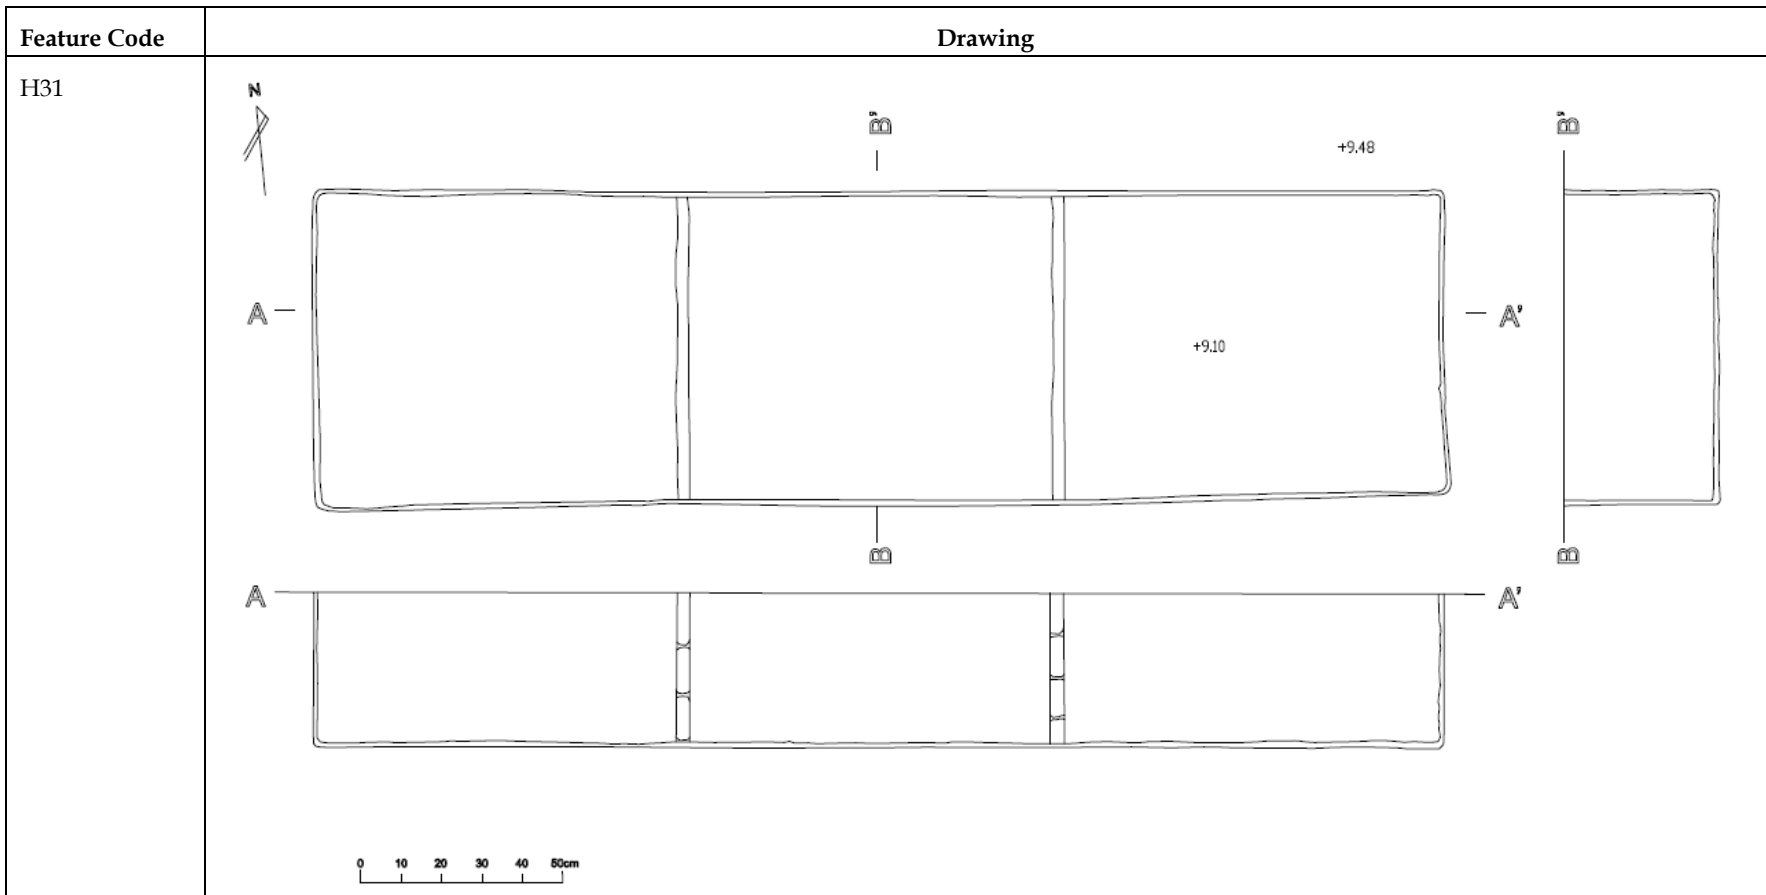 Feature Code Drawing
H31
N
B'
B'
+9.48
A A'
+9.10
B
B
A A'
0 10 20 30 40 50cm